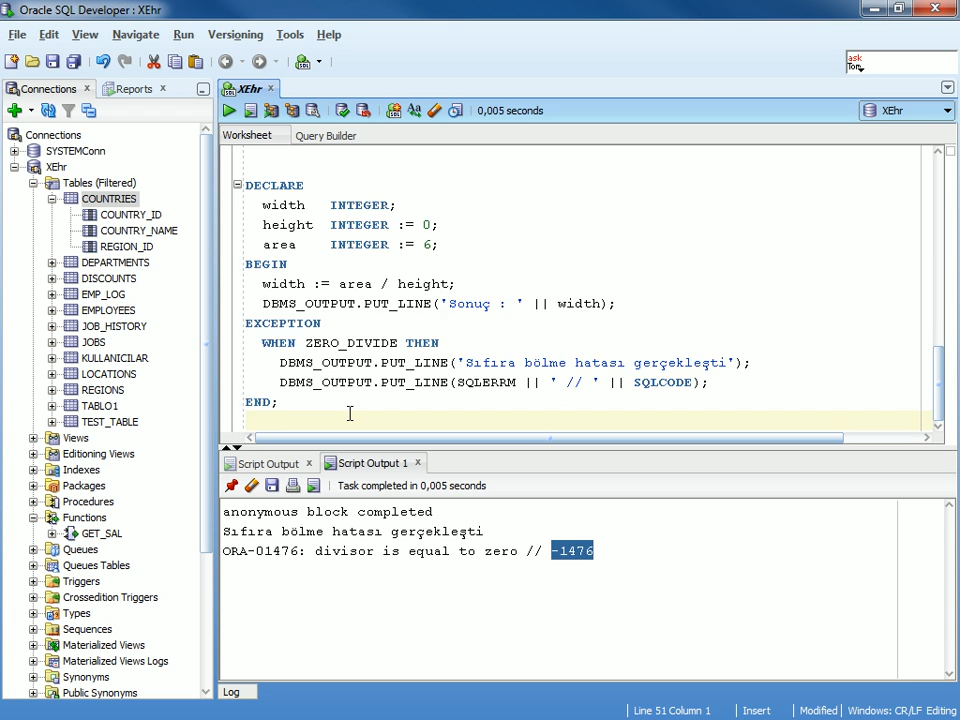 Oracle SQL Developer : XEhr
File Edit View Navigate Run Versioning Tools Help
ask
Tom
Connections Reports XEhr
0,005 seconds XEhr
Worksheet Query Builder
Connections
SYSTEMConn
XEhr
Tables (Filtered)
COUNTRIES
COUNTRY_ID
COUNTRY_NAME
REGION_ID
DEPARTMENTS
DISCOUNTS
EMP_LOG
EMPLOYEES
JOB_HISTORY
JOBS
KULLANICILAR
LOCATIONS
REGIONS
TABLO1
TEST_TABLE
Views
Editioning Views
Indexes
Packages
Procedures
Functions
GET_SAL
Queues
Queues Tables
Triggers
Crossedition Triggers
Types
Sequences
Materialized Views
Materialized Views Logs
Synonyms
Public Synonyms
DECLARE
width INTEGER;
height INTEGER := 0;
area INTEGER := 6;
BEGIN
width := area / height;
DBMS_OUTPUT.PUT_LINE('Sonuç : ' || width);
EXCEPTION
WHEN ZERO_DIVIDE THEN
DBMS_OUTPUT.PUT_LINE('Sıfıra bölme hatası gerçekleşti');
DBMS_OUTPUT.PUT_LINE(SQLERRM || ' // ' || SQLCODE);
END;
Script Output Script Output 1
Task completed in 0,005 seconds
anonymous block completed
Sıfıra bölme hatası gerçekleşti
ORA-01476: divisor is equal to zero // -1476
Log
Line 51 Column 1 Insert Modified Windows: CR/LF Editing